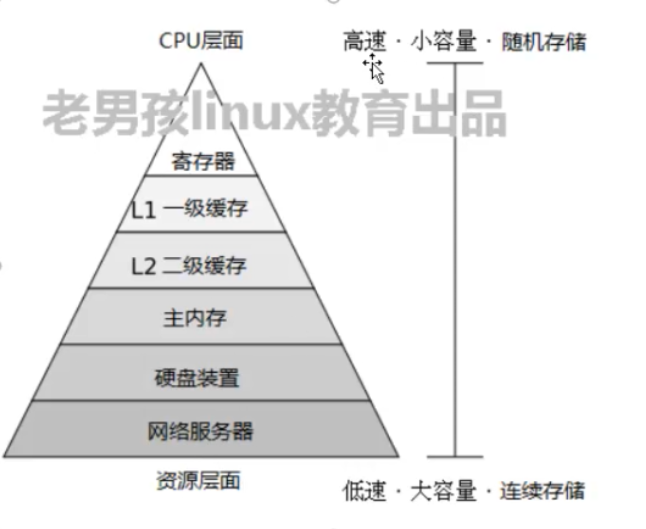 CPU层面
高速 · 小容量 · 随机存储
老男孩linux教育出品
寄存器
L1 一级缓存
L2 二级缓存
主内存
硬盘装置
网络服务器
资源层面
低速 · 大容量 · 连续存储